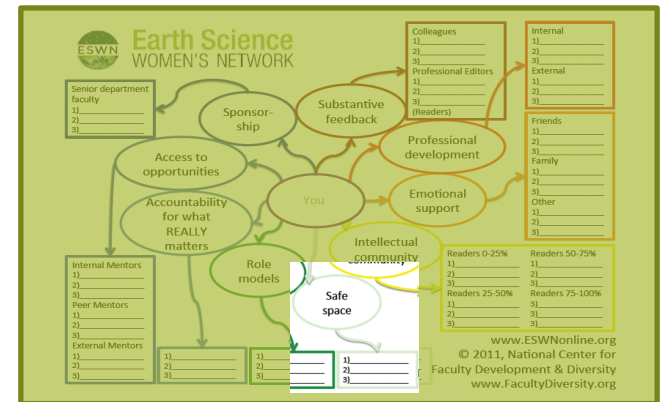 ESWN
Earth Science
WOMEN'S NETWORK
Senior department
faculty
1)
2)
3)
Sponsor-
ship
Substantive
feedback
Colleagues
1)
2)
3)
Professional Editors
1)
2)
3)
(Readers)
Internal
1)
2)
3)
External
1)
2)
3)
Access to
opportunities
Professional
development
Friends
1)
2)
3)
Family
1)
2)
3)
Other
1)
2)
3)
You
Emotional
support
Accountability
for what
REALLY
matters
Intellectual
community
Role
models
Safe
space
Internal Mentors
1)
2)
3)
Peer Mentors
1)
2)
3)
External Mentors
1)
2)
3)
Readers 0-25%
1)
2)
3)
Readers 50-75%
1)
2)
3)
Readers 25-50%
1)
2)
3)
Readers 75-100%
1)
2)
3)
1)
2)
3)
1)
2)
3)
1)
2)
3)
www.ESWNonline.org
© 2011, National Center for
Faculty Development & Diversity
www.FacultyDiversity.org